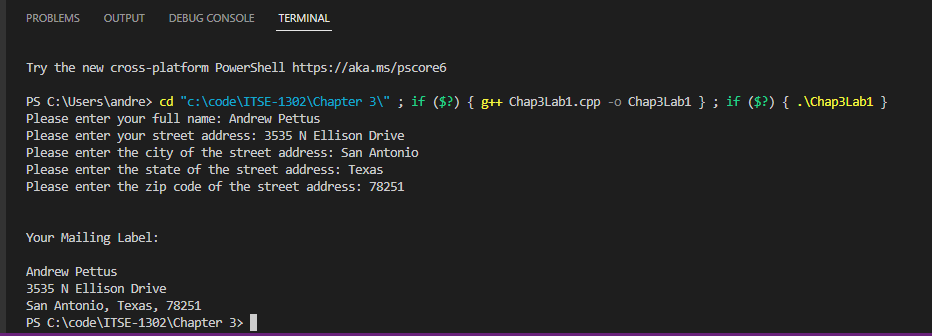 PROBLEMS OUTPUT DEBUG CONSOLE TERMINAL
Try the new cross-platform PowerShell https://aka.ms/pscore6
PS C:\Users\andre> cd "c:\code\ITSE-1302\Chapter 3\" ; if ($?) { g++ Chap3Lab1.cpp -o Chap3Lab1 } ; if ($?) { .\Chap3Lab1 }
Please enter your full name: Andrew Pettus
Please enter your street address: 3535 N Ellison Drive
Please enter the city of the street address: San Antonio
Please enter the state of the street address: Texas
Please enter the zip code of the street address: 78251
Your Mailing Label:
Andrew Pettus
3535 N Ellison Drive
San Antonio, Texas, 78251
PS C:\code\ITSE-1302\Chapter 3>